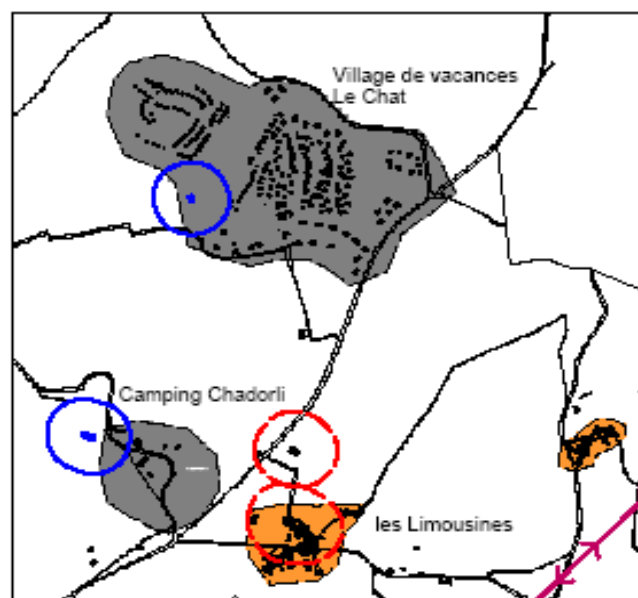 Village de vacances
Le Chat
Camping Chadorli
les Limousines